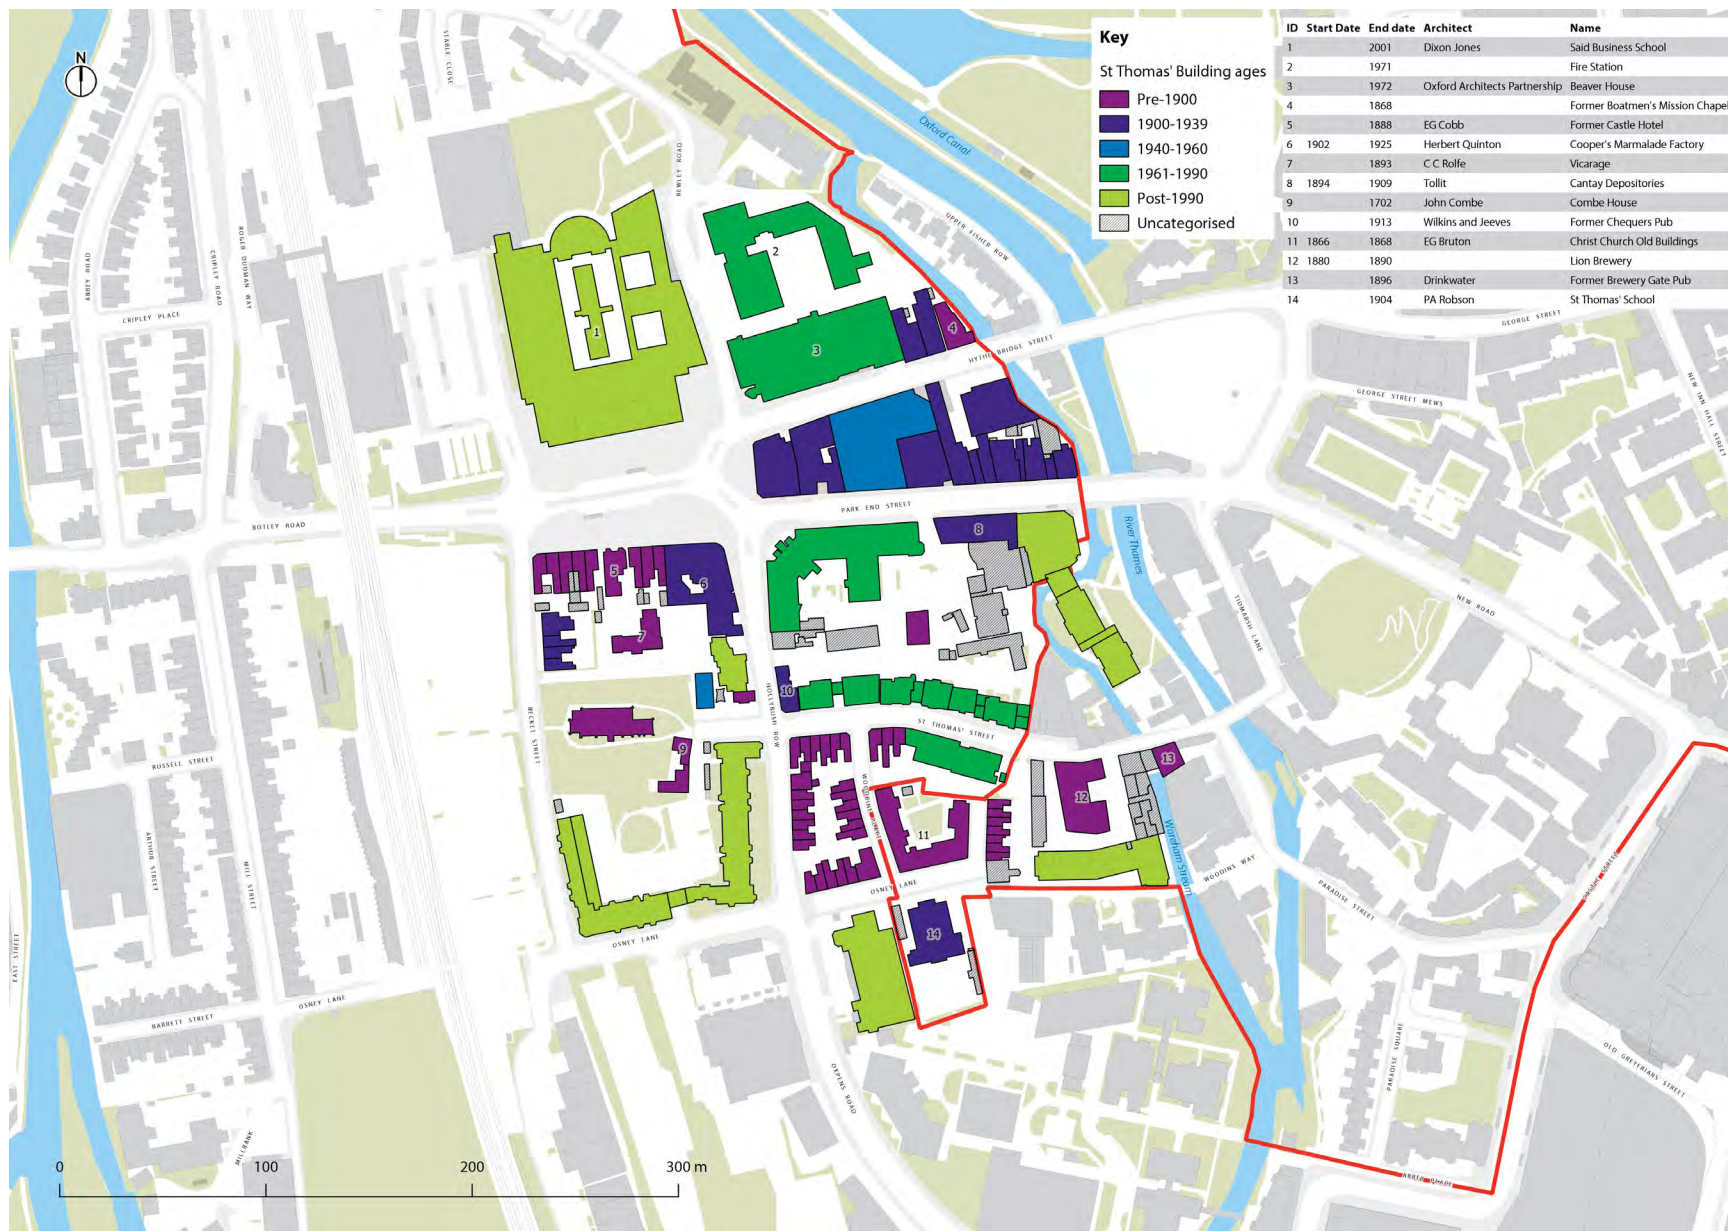 N
Key
St Thomas' Building ages
Pre-1900
1900-1939
1940-1960
1961-1990
Post-1990
Uncategorised
ID Start Date End date Architect Name
1 2001 Dixon Jones Said Business School
2 1971 Fire Station
3 1972 Oxford Architects Partnership Beaver House
4 1868 Former Boatmen's Mission Chapel
5 1888 EG Cobb Former Castle Hotel
6 1902 1925 Herbert Quinton Cooper's Marmalade Factory
7 1893 C C Rolfe Vicarage
8 1894 1909 Tollit Cantay Depositories
9 1702 John Combe Combe House
10 1913 Wilkins and Jeeves Former Chequers Pub
11 1866 1868 EG Bruton Christ Church Old Buildings
12 1880 1890 Lion Brewery
13 1896 Drinkwater Former Brewery Gate Pub
14 1904 PA Robson St Thomas' School
STABLE CLOSE
Oxford Canal
REWLEY ROAD
UPPER FISHER ROW
ABBEY ROAD
CRIPLEY ROAD
ROGER DUDMAN WAY
CRIPLEY PLACE
GEORGE STREET
HYTHE BRIDGE STREET
GEORGE STREET MEWS
NEW INN HALL STREET
1
2
3
4
PARK END STREET
BOTLEY ROAD
River Thames
8
5
6
7
NEW ROAD
TIDMARSH LANE
10
HOLLYBUSH ROW
BECKET STREET
ST THOMAS' STREET
9
RUSSELL STREET
13
12
11
ARTHUR STREET
MILL STREET
Wareham Stream
WOODINS WAY
PARADISE STREET
OSNEY LANE
14
OSNEY LANE
EAST STREET
OSNEY LANE
BARRETT STREET
OXPENS ROAD
PARADISE SQUARE
OLD GREYFRIARS STREET
MILLBANK
ABBEY PLACE
0 100 200 300 m